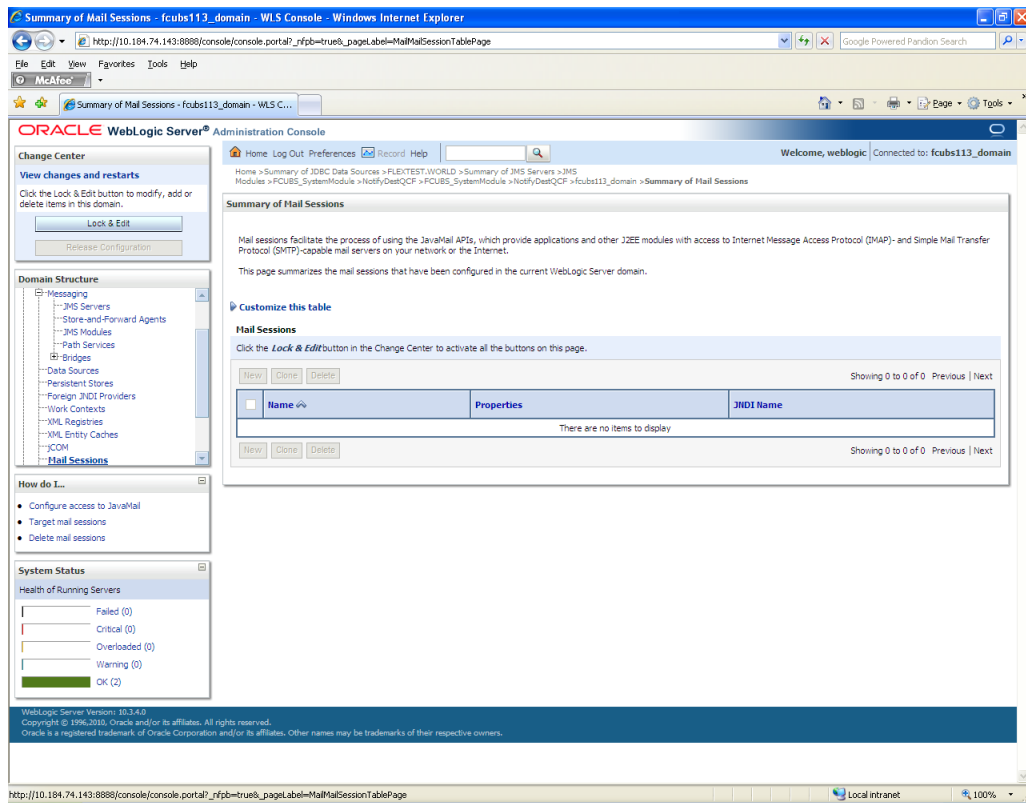 Summary of Mail Sessions - fcubs113_domain - WLS Console - Windows Internet Explorer
http://10.184.74.143:8888/console/console.portal?_nfpb=true&_pageLabel=MailMailSessionTablePage
Google Powered Pandion Search
File Edit View Favorites Tools Help
McAfee
Summary of Mail Sessions - fcubs113_domain - WLS C...
Page Tools
ORACLE WebLogic Server® Administration Console
Change Center
View changes and restarts
Click the Lock & Edit button to modify, add or
delete items in this domain.
Lock & Edit
Release Configuration
Domain Structure
Messaging
JMS Servers
Store-and-Forward Agents
JMS Modules
Path Services
Bridges
Data Sources
Persistent Stores
Foreign JNDI Providers
Work Contexts
XML Registries
XML Entity Caches
jCOM
Mail Sessions
How do I...
Configure access to JavaMail
Target mail sessions
Delete mail sessions
System Status
Health of Running Servers
Failed (0)
Critical (0)
Overloaded (0)
Warning (0)
OK (2)
Home Log Out Preferences Record Help
Welcome, weblogic Connected to: fcubs113_domain
Home >Summary of JDBC Data Sources >FLEXTEST.WORLD >Summary of JMS Servers >JMS
Modules >FCUBS_SystemModule >NotifyDestQCF >FCUBS_SystemModule >NotifyDestQCF >fcubs113_domain >Summary of Mail Sessions
Summary of Mail Sessions
Mail sessions facilitate the process of using the JavaMail APIs, which provide applications and other J2EE modules with access to Internet Message Access Protocol (IMAP)- and Simple Mail Transfer
Protocol (SMTP)-capable mail servers on your network or the Internet.
This page summarizes the mail sessions that have been configured in the current WebLogic Server domain.
Customize this table
Mail Sessions
Click the Lock & Edit button in the Change Center to activate all the buttons on this page.
New Clone Delete
Showing 0 to 0 of 0 Previous | Next
Name Properties JNDI Name
There are no items to display
New Clone Delete
Showing 0 to 0 of 0 Previous | Next
WebLogic Server Version: 10.3.4.0
Copyright © 1996,2010, Oracle and/or its affiliates. All rights reserved.
Oracle is a registered trademark of Oracle Corporation and/or its affiliates. Other names may be trademarks of their respective owners.
http://10.184.74.143:8888/console/console.portal?_nfpb=true&_pageLabel=MailMailSessionTablePage
Local intranet
100%